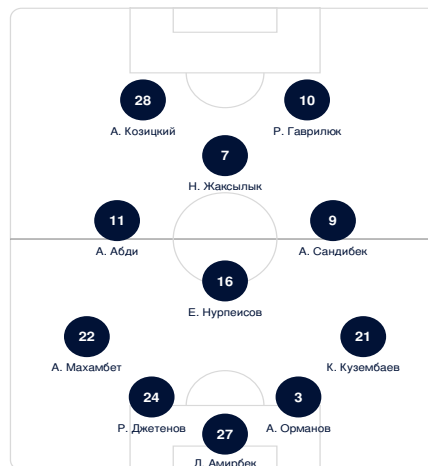 28
10
А. Козицкий
Р. Гаврилюк
7
Н. Жаксылык
11
9
А. Абди
А. Сандибек
16
Е. Нурпеисов
22
21
А. Махамбет
К. Кузембаев
24
3
Р. Джетенов
А. Орманов
27
Д. Амирбек